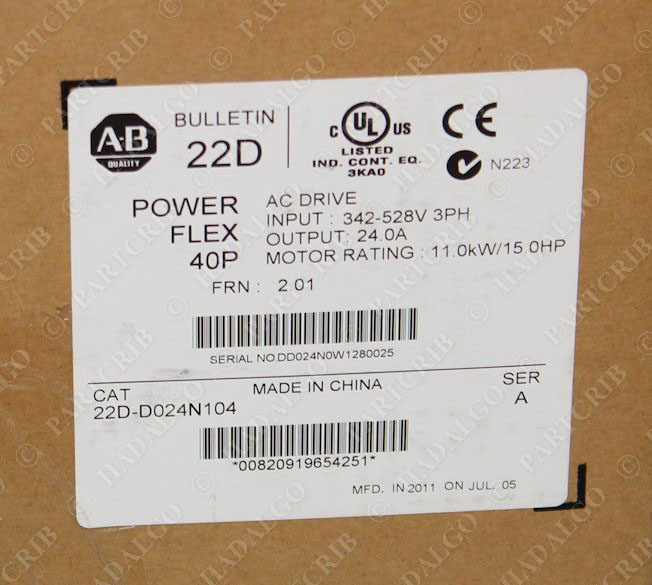 A-B
QUALITY
BULLETIN
22D
C UL US
LISTED
IND. CONT. EQ.
3KA0
CE
N223
POWER
FLEX
40P
AC DRIVE
INPUT : 342-528V 3PH
OUTPUT: 24.0A
MOTOR RATING : 11.0kW/15.0HP
FRN : 2.01
SERIAL NO.DD024N0W1280025
CAT
22D-D024N104
MADE IN CHINA
SER
A
*00820919654251*
MFD. IN 2011 ON JUL. 05
© PARTCRIB
© HADALGO